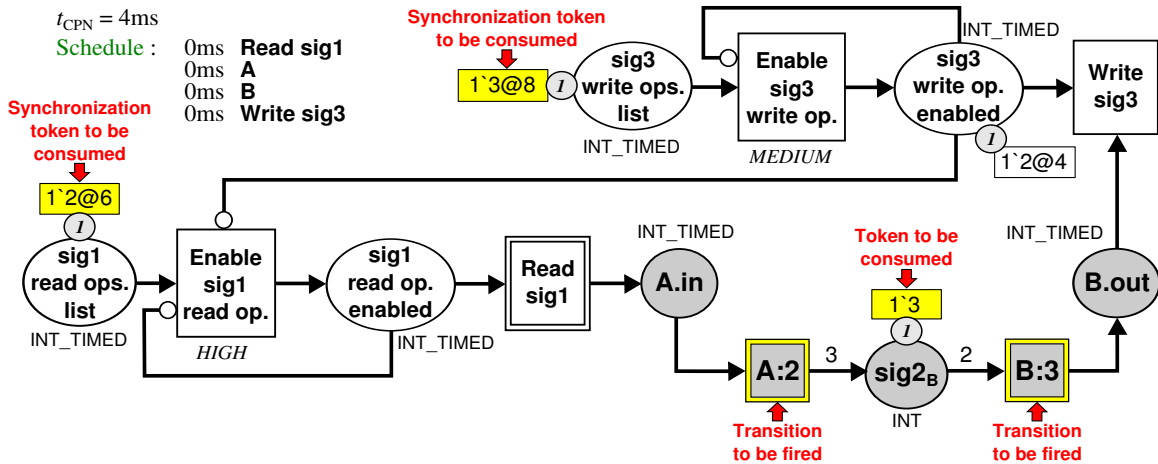 t_CPN = 4ms
Schedule : 0ms Read sig1
0ms A
0ms B
0ms Write sig3
Synchronization token
to be consumed
1`3@8
1
sig3
write ops.
list
INT_TIMED
Enable
sig3
write op.
MEDIUM
INT_TIMED
sig3
write op.
enabled
1
1`2@4
Write
sig3
Synchronization
token to be
consumed
1`2@6
1
sig1
read ops.
list
INT_TIMED
Enable
sig1
read op.
HIGH
sig1
read op.
enabled
INT_TIMED
Read
sig1
INT_TIMED
A.in
A:2
Transition
to be fired
3
Token to be
consumed
1`3
1
sig2B
INT
2
B:3
Transition
to be fired
INT_TIMED
B.out